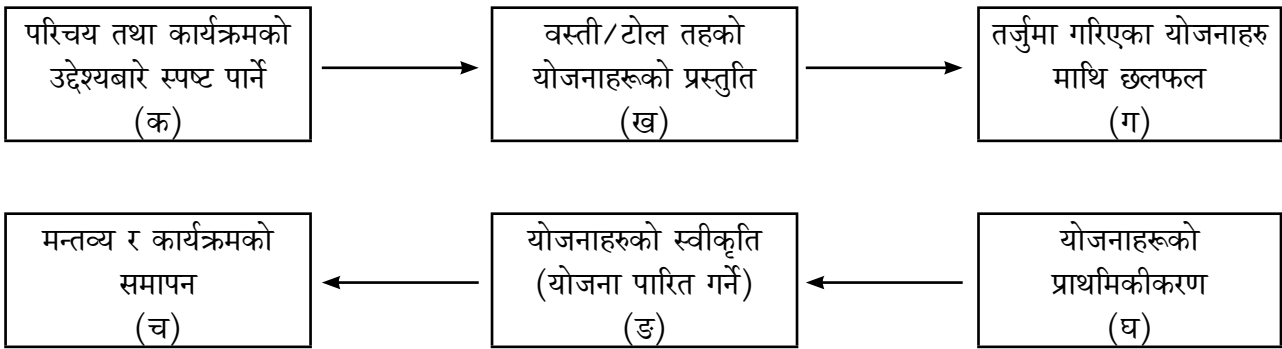 परिचय तथा कार्यक्रमको
उद्देश्यबारे स्पष्ट पार्ने
(क)
वस्ती/टोल तहको
योजनाहरूको प्रस्तुति
(ख)
तर्जुमा गरिएका योजनाहरु
माथि छलफल
(ग)
योजनाहरूको
प्राथमिकीकरण
(घ)
योजनाहरुको स्वीकृति
(योजना पारित गर्ने)
(ङ)
मन्तव्य र कार्यक्रमको
समापन
(च)